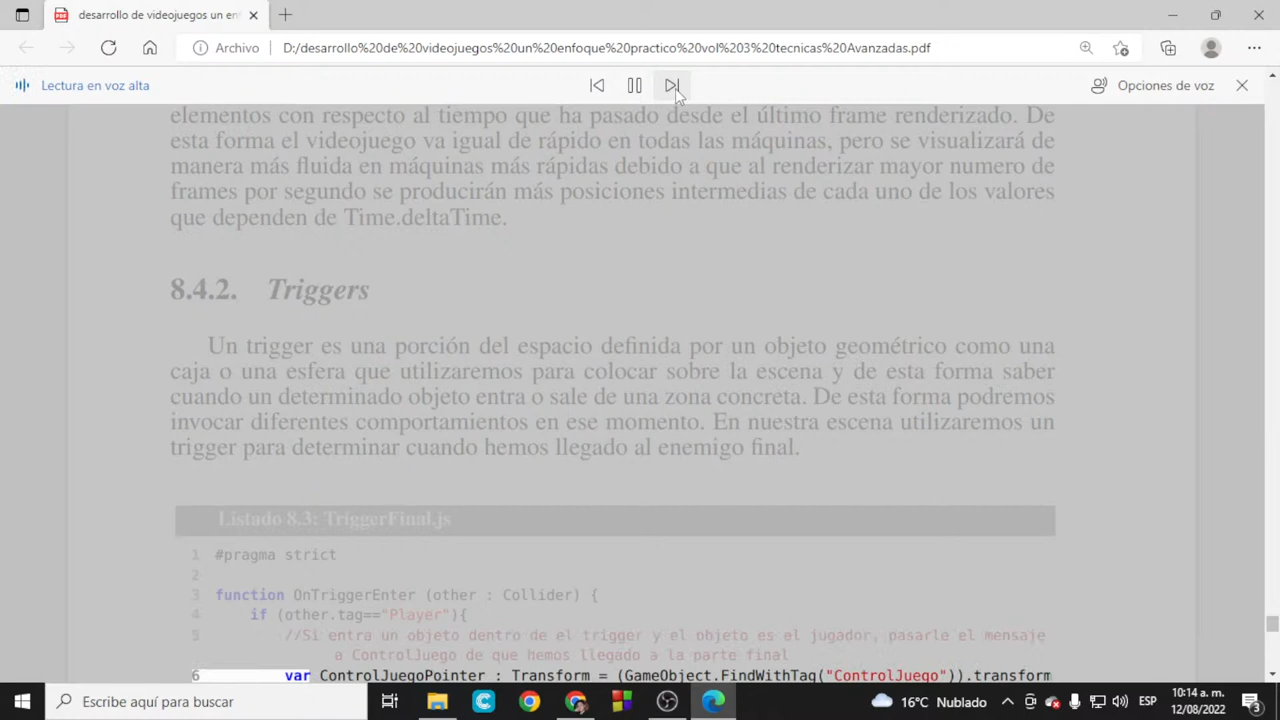 desarrollo de videojuegos un en
Archivo
D:/desarrollo%20de%20videojuegos%20un%20enfoque%20practico%20vol%203%20tecnicas%20Avanzadas.pdf
Lectura en voz alta
Opciones de voz
elementos con respecto al tiempo que ha pasado desde el último frame renderizado. De
esta forma el videojuego va igual de rápido en todas las máquinas, pero se visualizará de
manera más fluida en máquinas más rápidas debido a que al renderizar mayor numero de
frames por segundo se producirán más posiciones intermedias de cada uno de los valores
que dependen de Time.deltaTime.
8.4.2. Triggers
Un trigger es una porción del espacio definida por un objeto geométrico como una
caja o una esfera que utilizaremos para colocar sobre la escena y de esta forma saber
cuando un determinado objeto entra o sale de una zona concreta. De esta forma podremos
invocar diferentes comportamientos en ese momento. En nuestra escena utilizaremos un
trigger para determinar cuando hemos llegado al enemigo final.
Listado 8.3: TriggerFinal.js
1 #pragma strict
2
3 function OnTriggerEnter (other : Collider) {
4 if (other.tag=="Player"){
5 //Si entra un objeto dentro de el trigger y el objeto es el jugador, pasarle el mensaje
a ControlJuego de que hemos llegado a la parte final
6 var ControlJuegoPointer : Transform = (GameObject.FindWithTag("ControlJuego")).transform
Escribe aquí para buscar
16°C Nublado
ESP
10:14 a. m.
12/08/2022
3